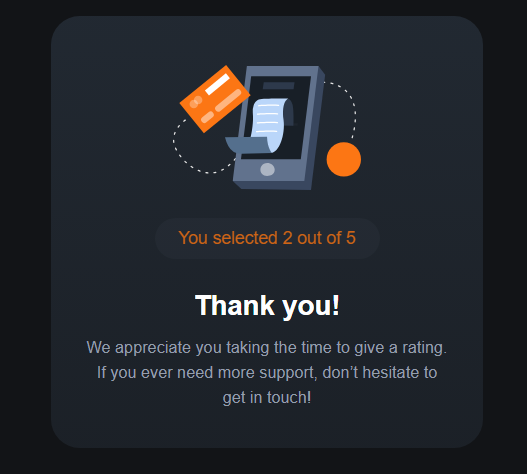 You selected 2 out of 5
Thank you!
We appreciate you taking the time to give a rating.
If you ever need more support, don’t hesitate to
get in touch!